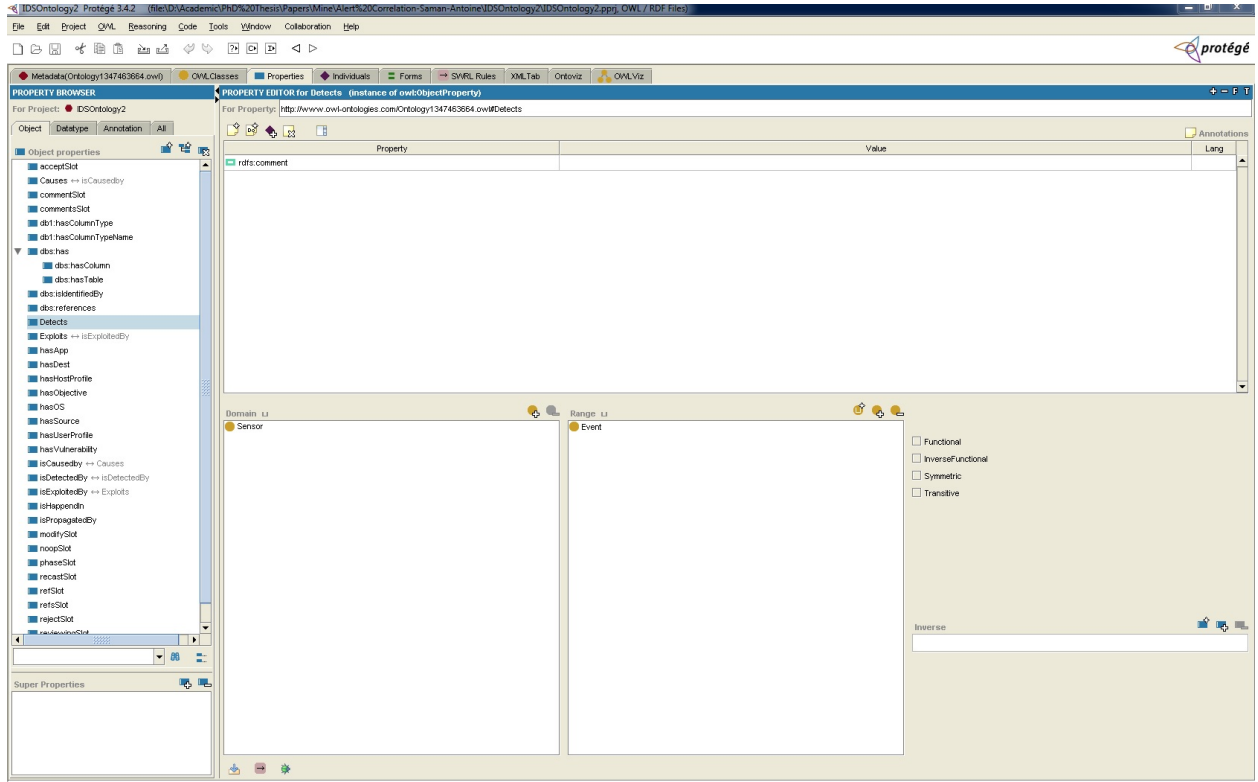 IDSOntology2 Protégé 3.4.2 (file:\D:\Academic\PhD%20Thesis\Papers\Mine\Alert%20Correlation-Saman-Antoine\IDSOntology2\IDSOntology2.pprj, OWL / RDF Files)
File Edit Project OWL Reasoning Code Tools Window Collaboration Help
protégé
Metadata(Ontology1347463664.owl) OWLClasses Properties Individuals Forms SWRL Rules XMLTab Ontoviz OWLViz
PROPERTY BROWSER
For Project: IDSOntology2
Object Datatype Annotation All
Object properties
acceptSlot
Causes ↔ isCausedby
commentSlot
commentsSlot
db1:hasColumnType
db1:hasColumnTypeName
dbs:has
dbs:hasColumn
dbs:hasTable
dbs:isIdentifiedBy
dbs:references
Detects
Exploits ↔ isExploitedBy
hasApp
hasDest
hasHostProfile
hasObjective
hasOS
hasSource
hasUserProfile
hasVulnerability
isCausedby ↔ Causes
isDetectedBy ↔ isDetectedBy
isExploitedBy ↔ Exploits
isHappendIn
isPropagatedBy
modifySlot
noopSlot
phaseSlot
recastSlot
refSlot
refsSlot
rejectSlot
reviewingSlot
Super Properties
PROPERTY EDITOR for Detects (instance of owl:ObjectProperty)
For Property: http://www.owl-ontologies.com/Ontology1347463664.owl#Detects
Annotations
Property Value Lang
rdfs:comment
Domain ⊔
Sensor
Range ⊔
Event
Functional
InverseFunctional
Symmetric
Transitive
Inverse